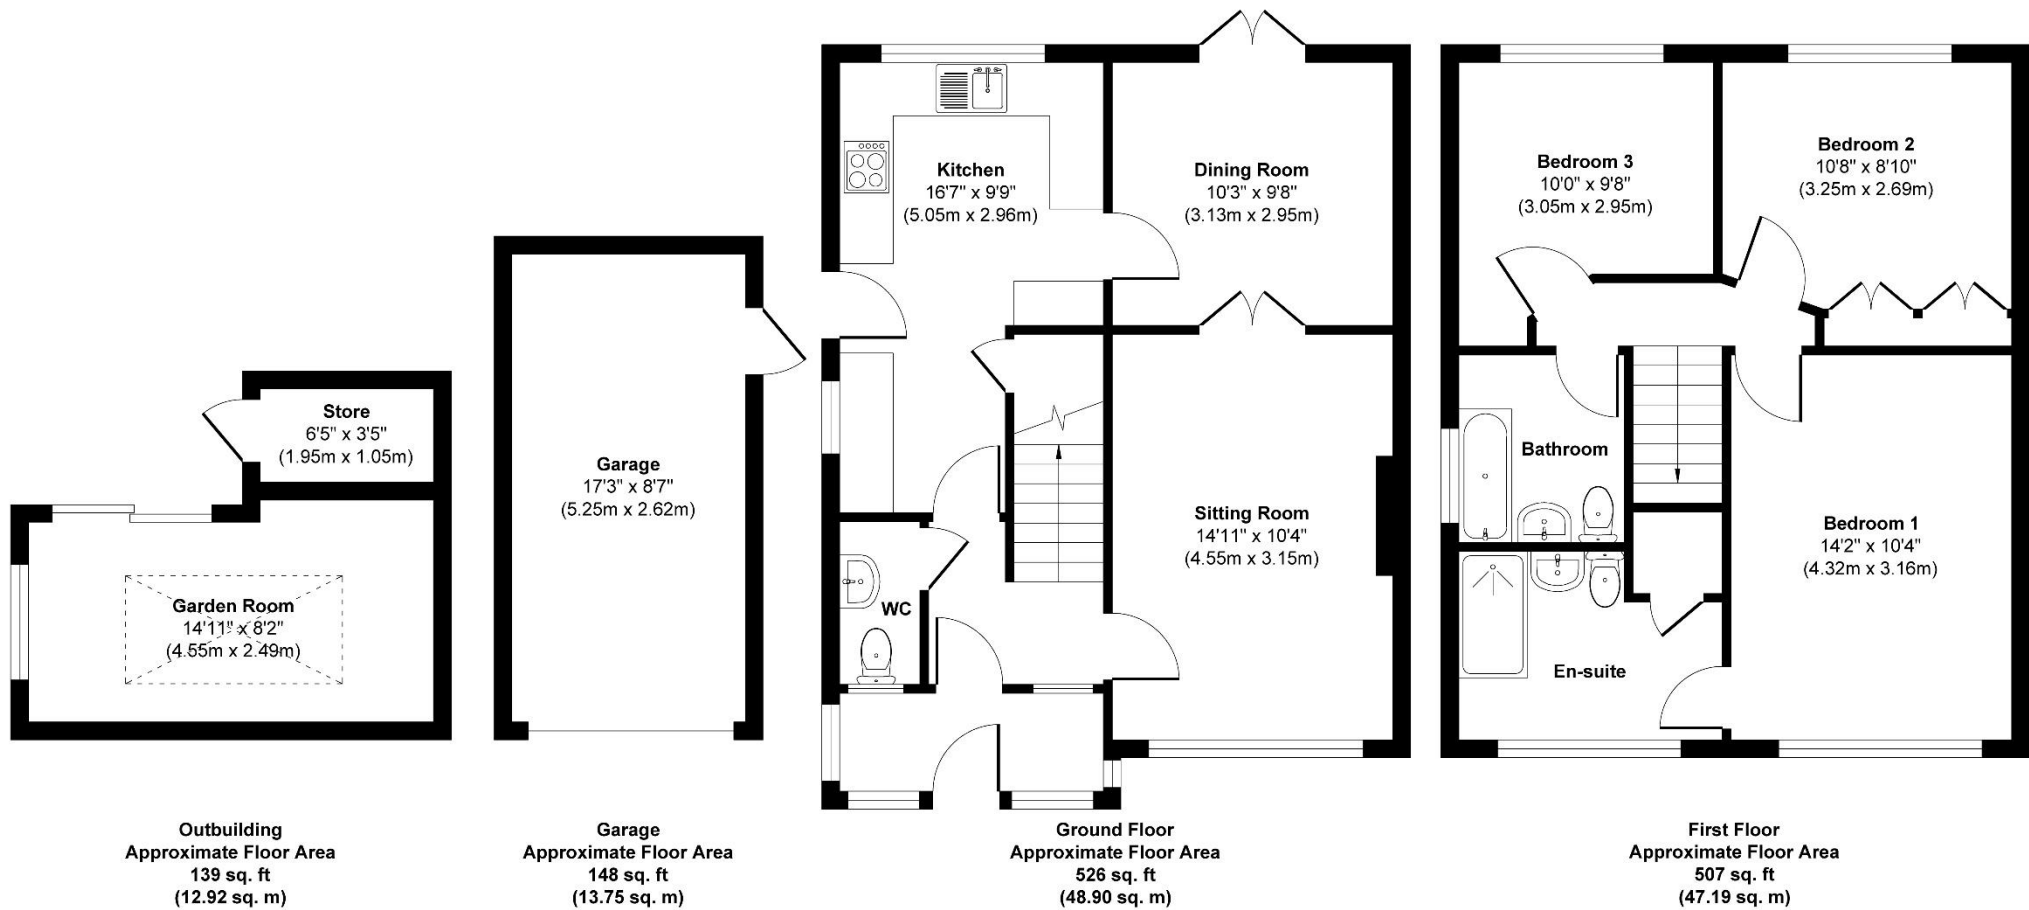 Store
6'5" x 3'5"
(1.95m x 1.05m)
Garden Room
14'11" x 8'2"
(4.55m x 2.49m)
Outbuilding
Approximate Floor Area
139 sq. ft
(12.92 sq. m)
Garage
17'3" x 8'7"
(5.25m x 2.62m)
Garage
Approximate Floor Area
148 sq. ft
(13.75 sq. m)
Kitchen
16'7" x 9'9"
(5.05m x 2.96m)
Dining Room
10'3" x 9'8"
(3.13m x 2.95m)
Sitting Room
14'11" x 10'4"
(4.55m x 3.15m)
WC
Ground Floor
Approximate Floor Area
526 sq. ft
(48.90 sq. m)
Bedroom 3
10'0" x 9'8"
(3.05m x 2.95m)
Bedroom 2
10'8" x 8'10"
(3.25m x 2.69m)
Bathroom
Bedroom 1
14'2" x 10'4"
(4.32m x 3.16m)
En-suite
First Floor
Approximate Floor Area
507 sq. ft
(47.19 sq. m)